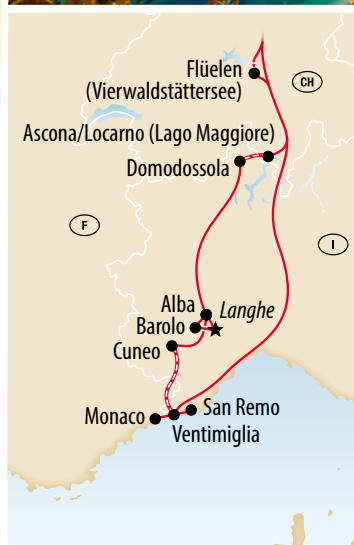 Flüelen
(Vierwaldstättersee)
CH
Ascona/Locarno (Lago Maggiore)
Domodossola
F
I
Alba
Langhe
Barolo
Cuneo
San Remo
Monaco
Ventimiglia